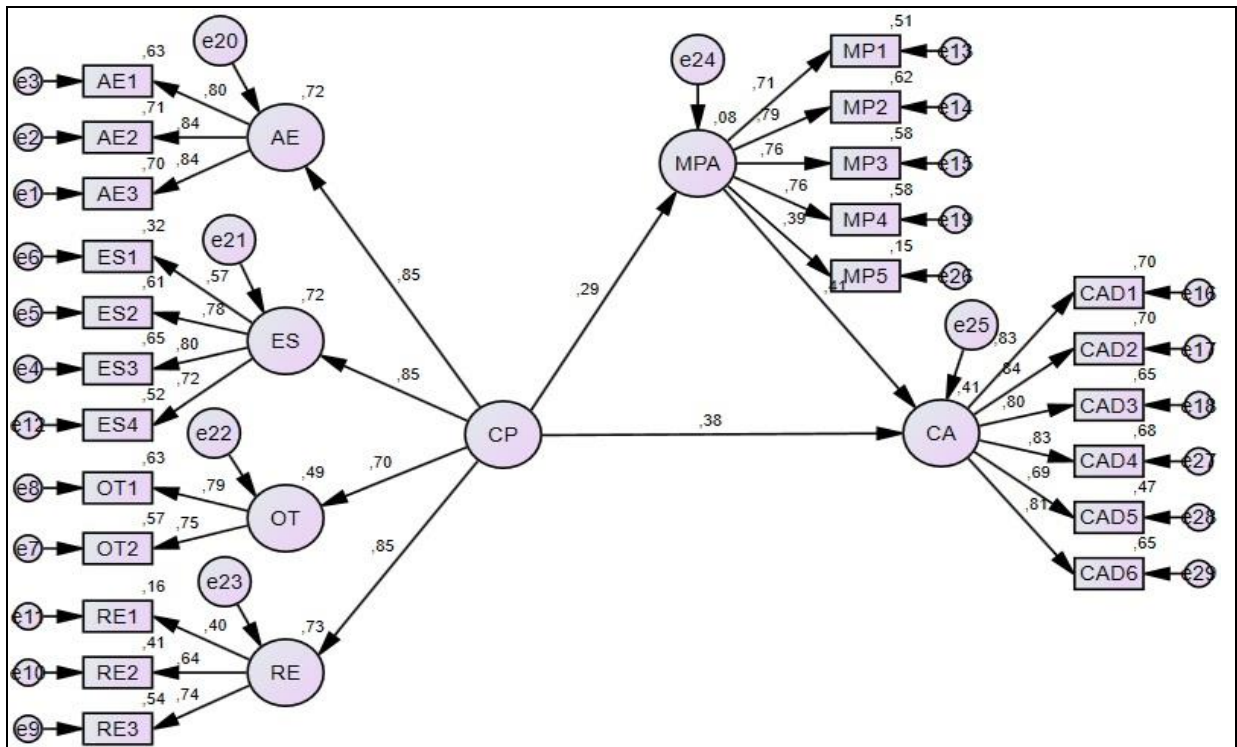 e20
,63
e3
AE1
,80
,72
,71
e2
AE2
,84
AE
,70
,84
e1
AE3
,32
e21
e6
ES1
,57
,72
,61
e5
ES2
,78
ES
,65
,80
e4
ES3
,72
,52
e12
ES4
e22
,63
e8
OT1
,79
,49
,57
,75
OT
e7
OT2
e23
,16
e11
RE1
,40
,73
,41
,64
e10
RE2
RE
,54
,74
e9
RE3
,85
,85
,70
,85
CP
,29
,38
e24
,08
MPA
,71
,51
MP1
e13
,79
,62
MP2
e14
,76
,58
MP3
e15
,76
,58
MP4
e19
,39
,15
MP5
e26
,41
e25
,41
CA
,83
,70
CAD1
e16
,84
,70
CAD2
e17
,80
,65
CAD3
e18
,83
,68
CAD4
e27
,69
,47
CAD5
e28
,81
,65
CAD6
e29